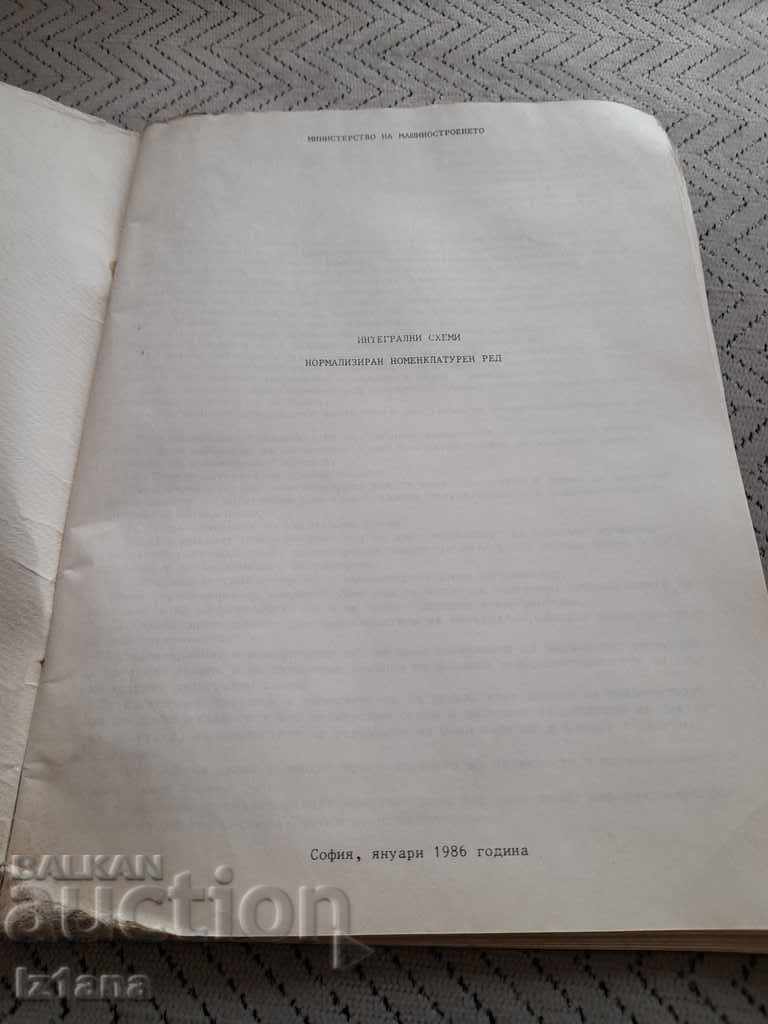 МИНИСТЕРСТВО НА МАШИНОСТРОЕНЕТО
ИНТЕГРАЛНИ СХЕМИ
НОРМАЛИЗИРАН НОМЕНКЛАТУРЕН РЕД
София, януари 1986 година
BALKAN
auction
Iz1ana